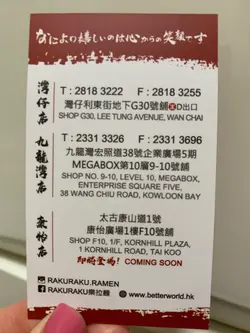 なにより嬉しいのは心からの笑顔です
灣仔店
T : 2818 3222    F : 2818 3255
灣仔利東街地下G30號舖 D出口
SHOP G30, LEE TUNG AVENUE, WAN CHAI
九龍灣店
T : 2331 3326    F : 2331 3696
九龍灣宏照道38號企業廣場5期
MEGABOX第10層9-10號舖
SHOP NO. 9-10, LEVEL 10, MEGABOX,
ENTERPRISE SQUARE FIVE,
38 WANG CHIU ROAD, KOWLOON BAY
康怡店
太古康山道1號
康怡廣場1樓F10號舖
SHOP F10, 1/F, KORNHILL PLAZA,
1 KORNHILL ROAD, TAI KOO
即將登場! COMING SOON
RAKURAKU.RAMEN
RAKURAKU樂拉麵
www.betterworld.hk